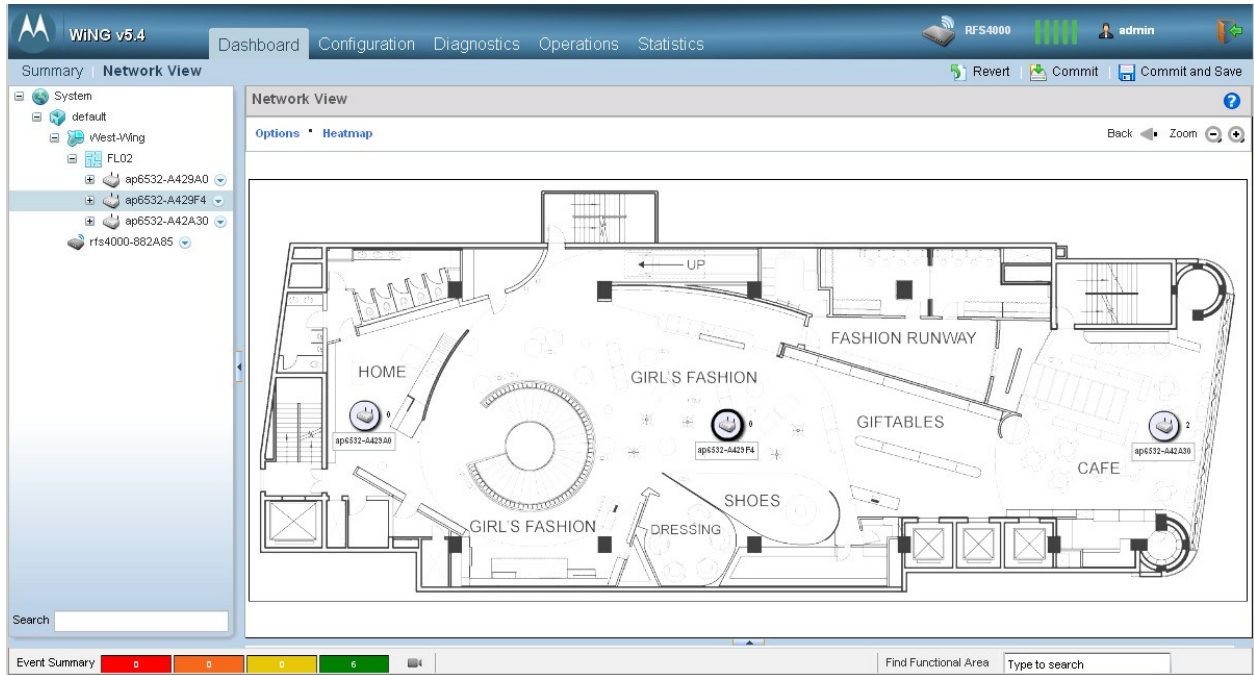 WiNG v5.4
Dashboard Configuration Diagnostics Operations Statistics
RFS4000
admin
Summary Network View
Revert Commit Commit and Save
System
default
West-Wing
FL02
ap6532-A429A0
ap6532-A429F4
ap6532-A42A30
rfs4000-882A85
Search
Network View
Options Heatmap
Back Zoom
UP
FASHION RUNWAY
HOME
GIRL'S FASHION
GIFTABLES
0
ap6532-A429A0
0
ap6532-A429F4
2
ap6532-A42A30
CAFE
SHOES
GIRL'S FASHION
DRESSING
Event Summary 0 0 0 6
Find Functional Area Type to search